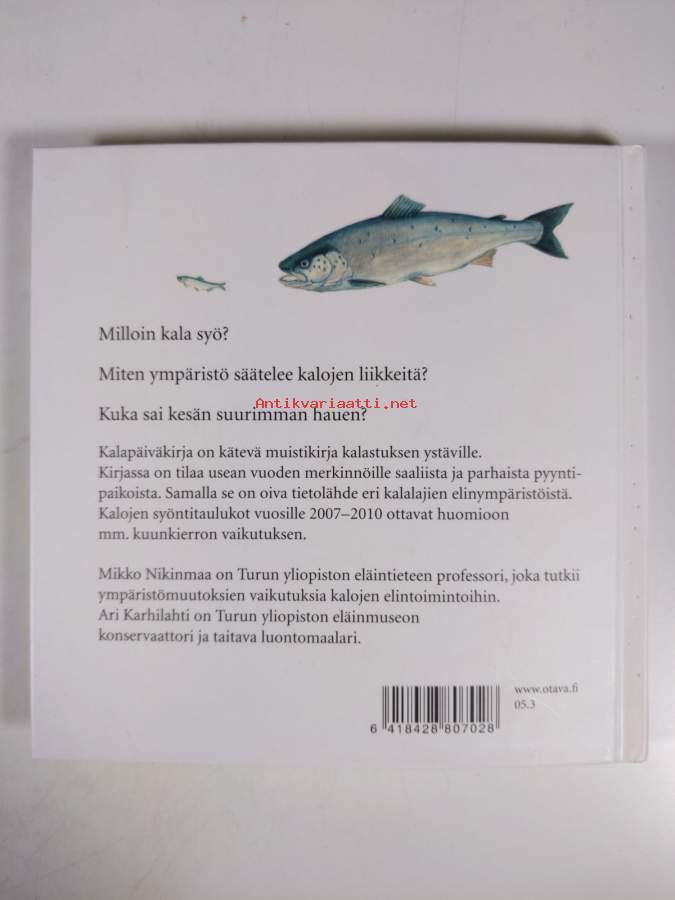 Milloin kala syö?
Miten ympäristö säätelee kalojen liikkeitä?
Antikvariaatti.net
Kuka sai kesän suurimman hauen?
Kalapäiväkirja on kätevä muistikirja kalastuksen ystäville.
Kirjassa on tilaa usean vuoden merkinnöille saaliista ja parhaista pyynti-
paikoista. Samalla se on oiva tietolähde eri kalalajien elinympäristöistä.
Kalojen syöntitaulukot vuosille 2007–2010 ottavat huomioon
mm. kuunkierron vaikutuksen.
Mikko Nikinmaa on Turun yliopiston eläintieteen professori, joka tutkii
ympäristömuutoksien vaikutuksia kalojen elintoimintoihin.
Ari Karhilahti on Turun yliopiston eläinmuseon
konservaattori ja taitava luontomaalari.
www.otava.fi
05.3
6 418428 807028